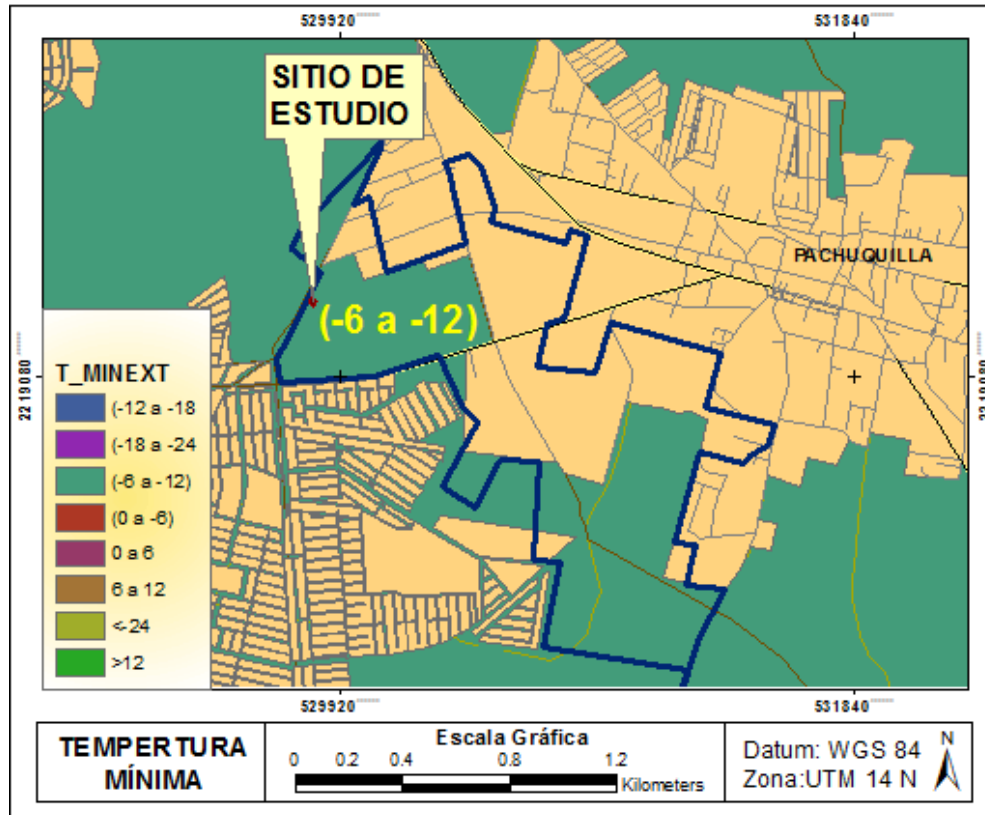 529920
531840
SITIO DE
ESTUDIO
PACHUQUILLA
(-6 a -12)
2219080
2219080
T_MINEXT
(-12 a -18
(-18 a -24
(-6 a -12)
(0 a -6)
0 a 6
6 a 12
<-24
>12
529920
531840
TEMPERTURA
MÍNIMA
Escala Gráfica
0 0.2 0.4 0.8 1.2
Kilometers
Datum: WGS 84
Zona:UTM 14 N
N